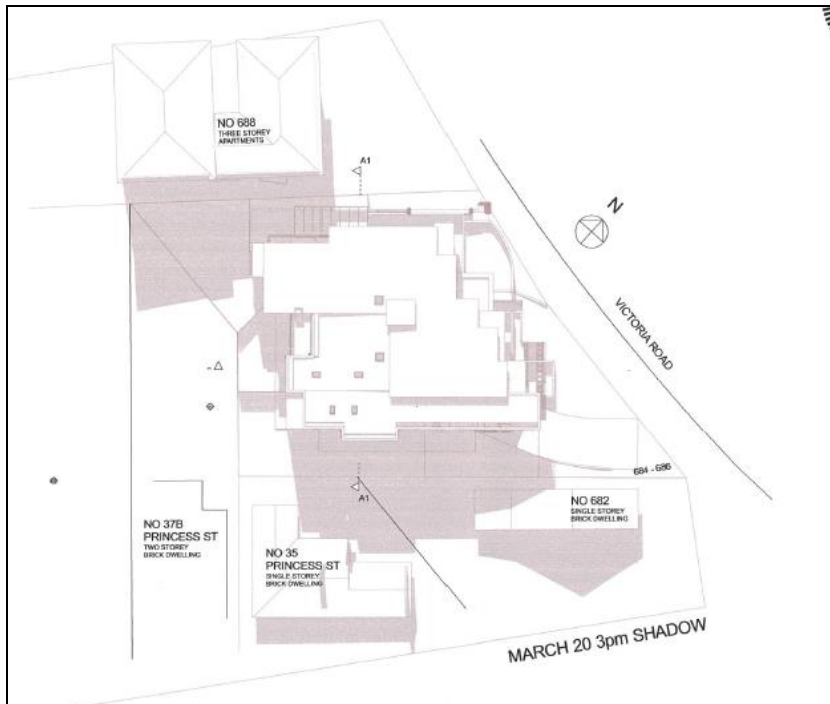 NO 688
THREE STOREY
APARTMENTS
A1
N
VICTORIA ROAD
684 - 686
A1
NO 682
SINGLE STOREY
BRICK DWELLING
NO 37B
PRINCESS ST
TWO STOREY
BRICK DWELLING
NO 35
PRINCESS ST
SINGLE STOREY
BRICK DWELLING
MARCH 20 3pm SHADOW